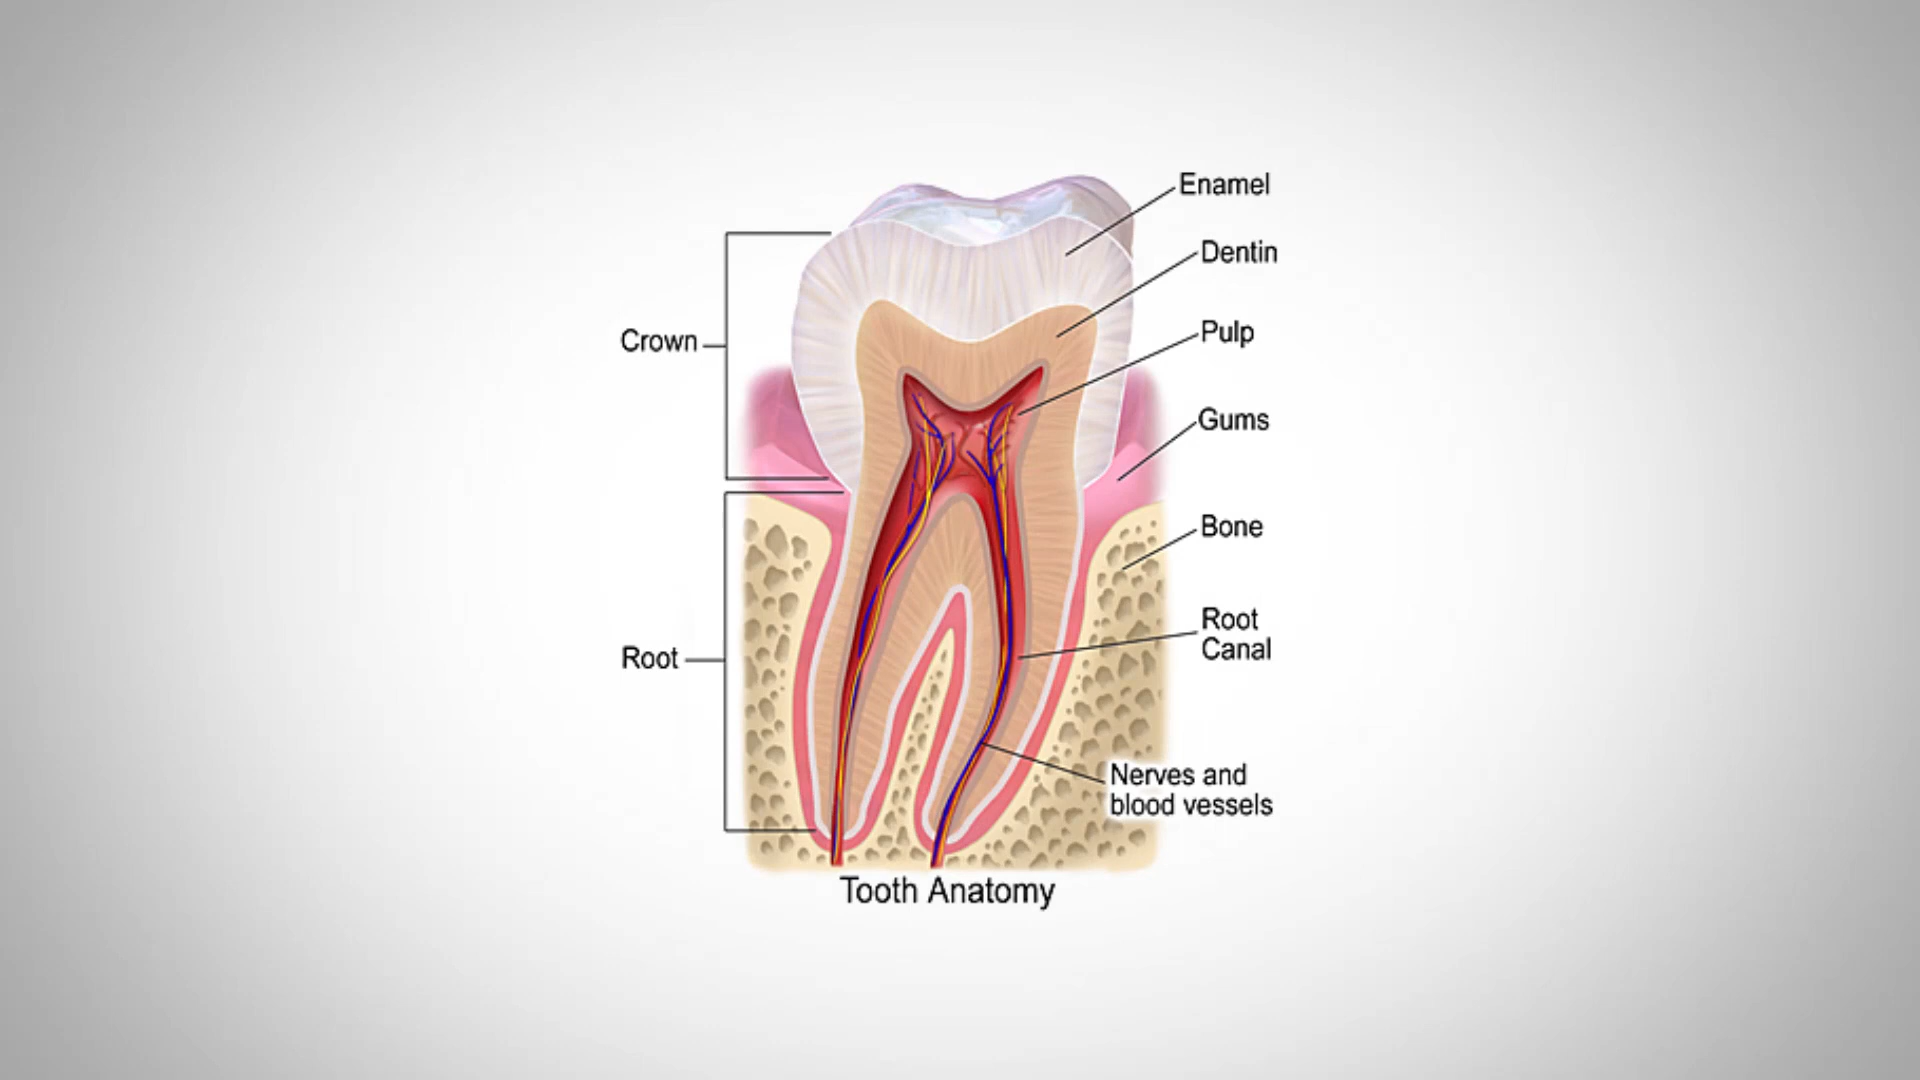 Enamel
Dentin
Pulp
Gums
Bone
Root
Canal
Nerves and
blood vessels
Crown
Root
Tooth Anatomy